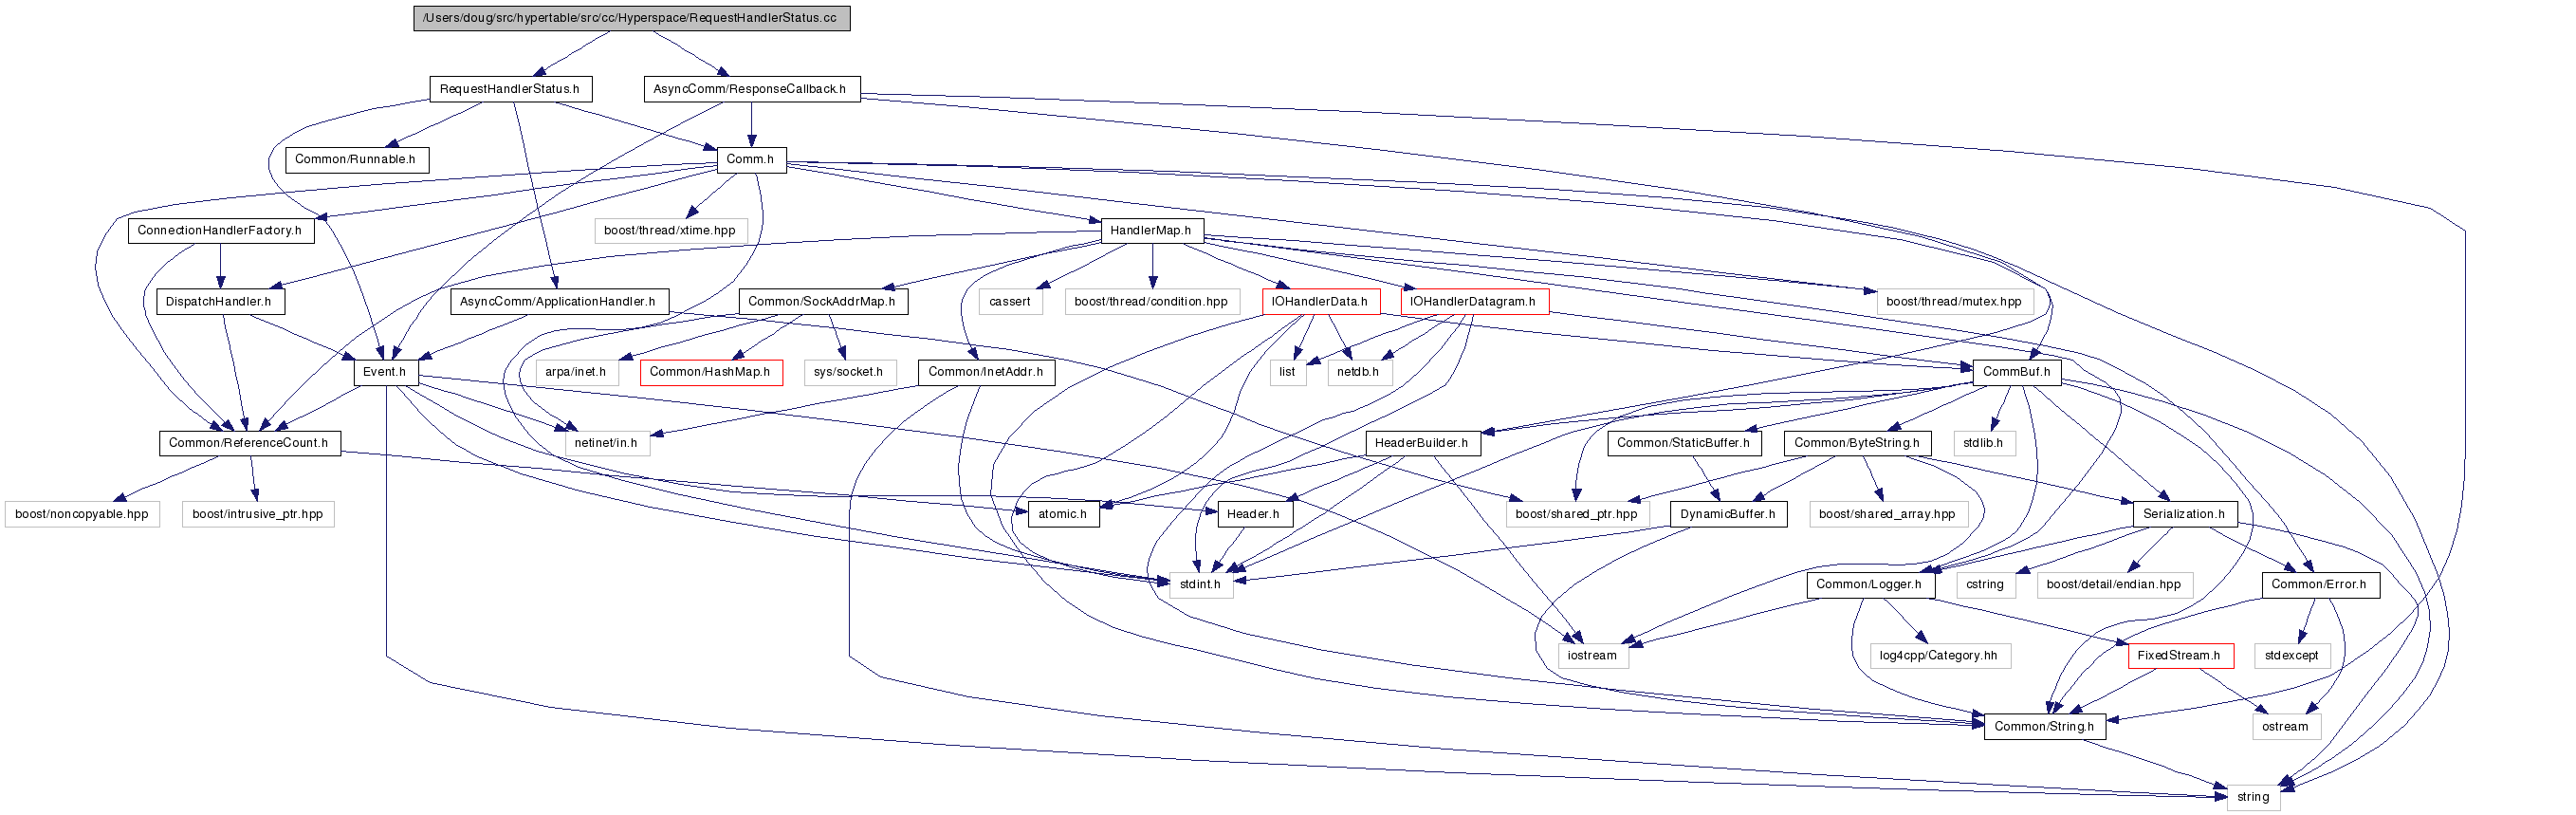 /Users/doug/src/hypertable/src/cc/Hyperspace/RequestHandlerStatus.cc
RequestHandlerStatus.h
AsyncComm/ResponseCallback.h
Common/Runnable.h
Comm.h
ConnectionHandlerFactory.h
boost/thread/xtime.hpp
HandlerMap.h
DispatchHandler.h
AsyncComm/ApplicationHandler.h
Common/SockAddrMap.h
cassert
boost/thread/condition.hpp
IOHandlerData.h
IOHandlerDatagram.h
boost/thread/mutex.hpp
Event.h
arpa/inet.h
Common/HashMap.h
sys/socket.h
Common/InetAddr.h
list
netdb.h
CommBuf.h
Common/ReferenceCount.h
netinet/in.h
HeaderBuilder.h
Common/StaticBuffer.h
Common/ByteString.h
stdlib.h
boost/noncopyable.hpp
boost/intrusive_ptr.hpp
atomic.h
Header.h
boost/shared_ptr.hpp
DynamicBuffer.h
boost/shared_array.hpp
Serialization.h
stdint.h
Common/Logger.h
cstring
boost/detail/endian.hpp
Common/Error.h
iostream
log4cpp/Category.hh
FixedStream.h
stdexcept
Common/String.h
ostream
string